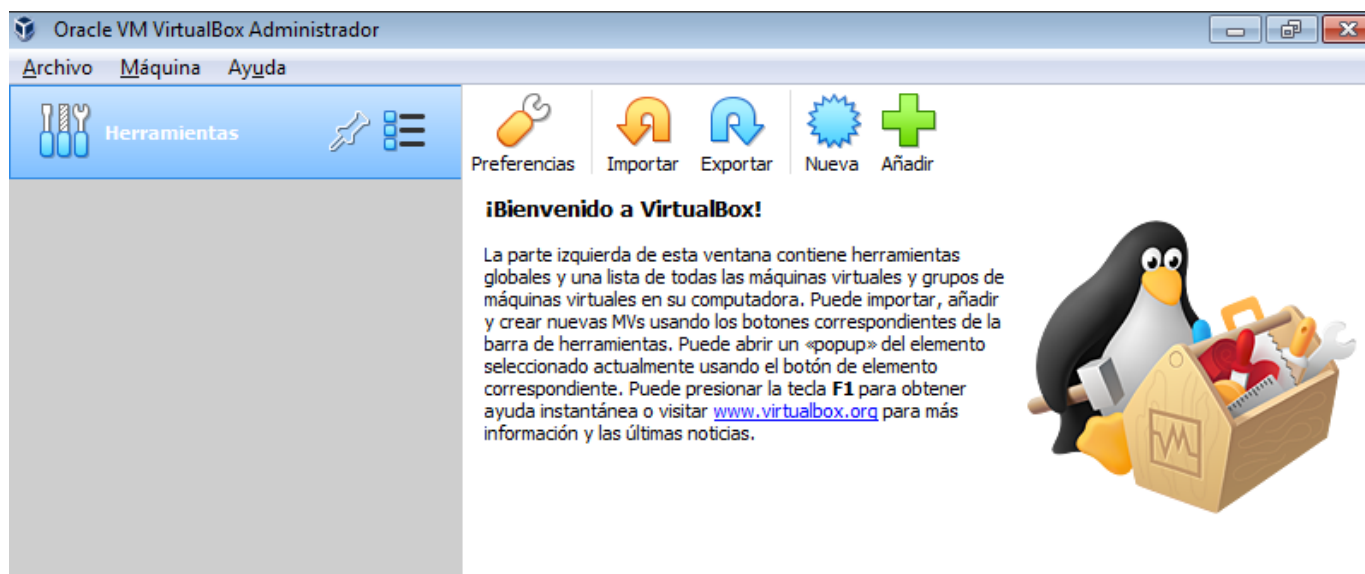 Oracle VM VirtualBox Administrador
Archivo Máquina Ayuda
Herramientas
Preferencias Importar Exportar Nueva Añadir
¡Bienvenido a VirtualBox!
La parte izquierda de esta ventana contiene herramientas
globales y una lista de todas las máquinas virtuales y grupos de
máquinas virtuales en su computadora. Puede importar, añadir
y crear nuevas MVs usando los botones correspondientes de la
barra de herramientas. Puede abrir un «popup» del elemento
seleccionado actualmente usando el botón de elemento
correspondiente. Puede presionar la tecla F1 para obtener
ayuda instantánea o visitar www.virtualbox.org para más
información y las últimas noticias.